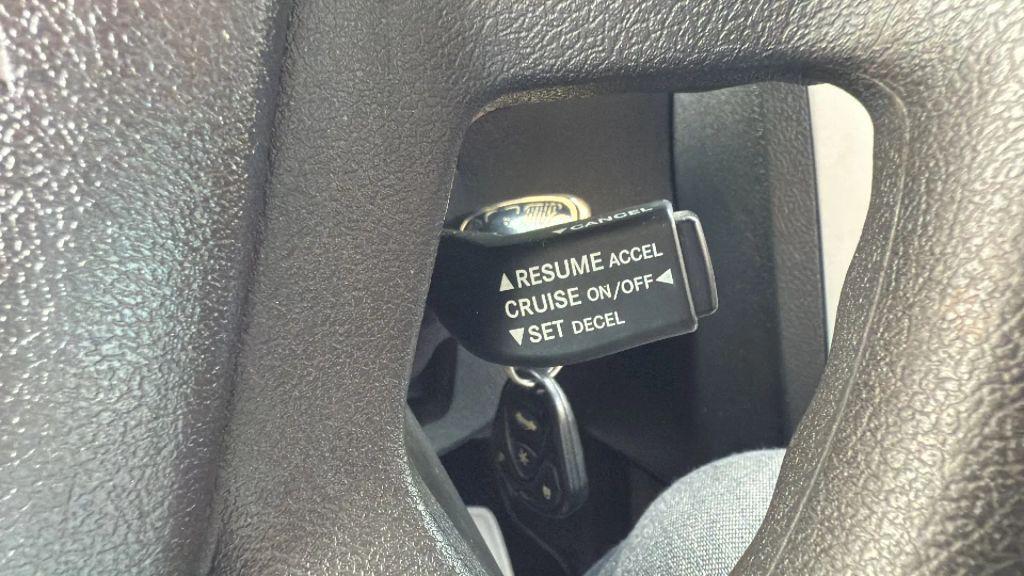 ◀CANCEL
▲RESUME ACCEL
CRUISE ON/OFF◀
▼SET DECEL